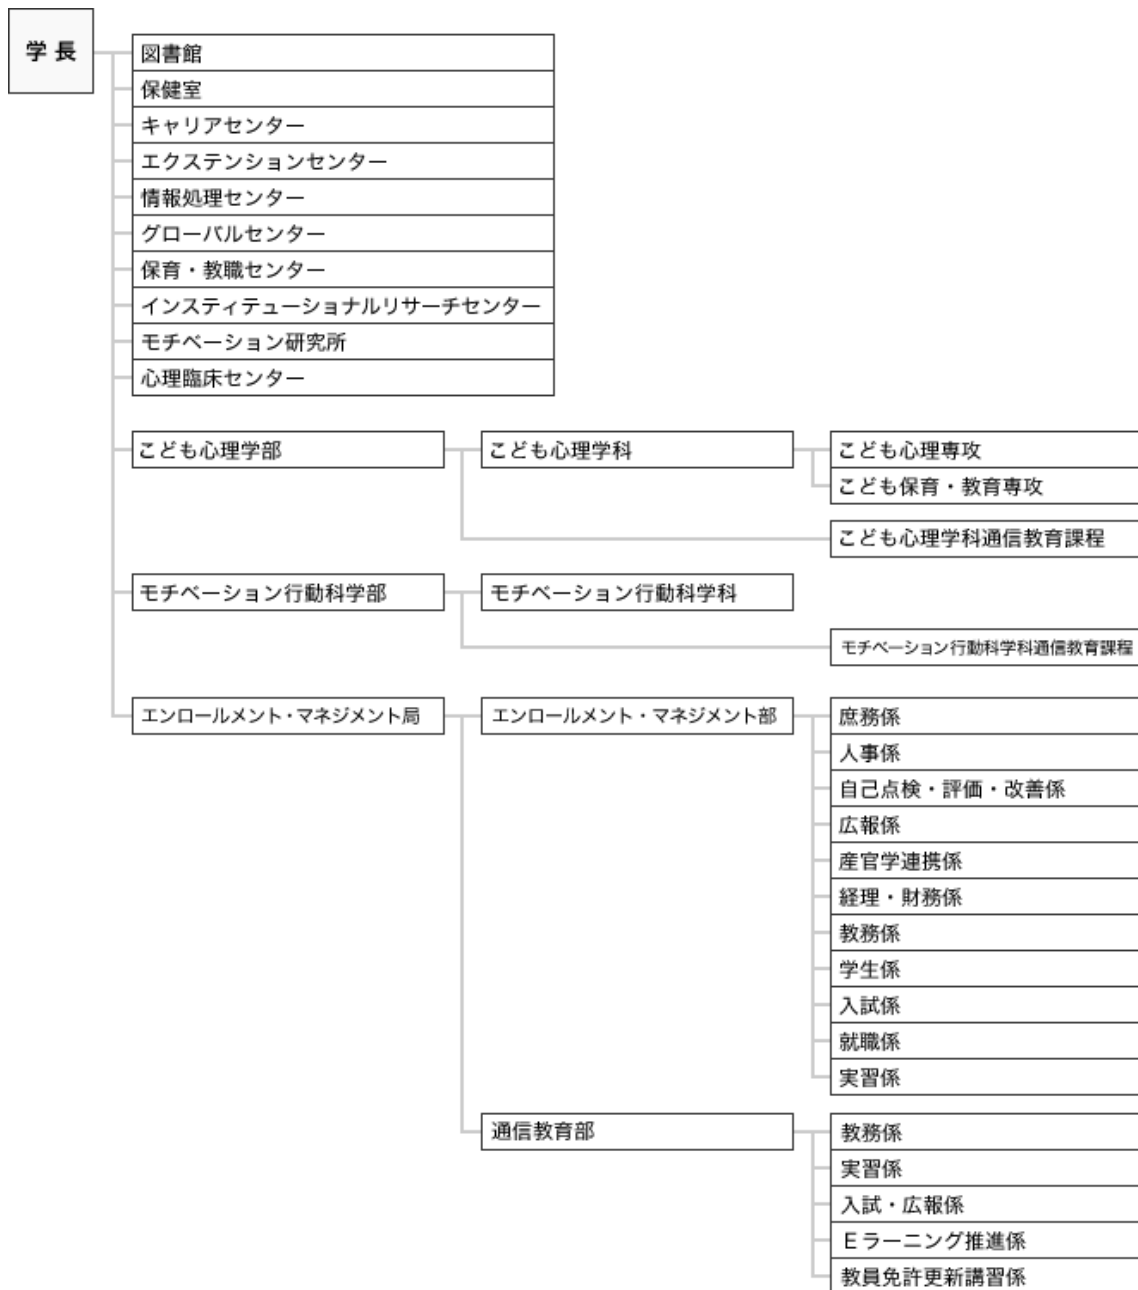 学長
図書館
保健室
キャリアセンター
エクステンションセンター
情報処理センター
グローバルセンター
保育・教職センター
インスティテューショナルリサーチセンター
モチベーション研究所
心理臨床センター
こども心理学部
こども心理学科
こども心理専攻
こども保育・教育専攻
こども心理学科通信教育課程
モチベーション行動科学部
モチベーション行動科学科
モチベーション行動科学科通信教育課程
エンロールメント・マネジメント局
エンロールメント・マネジメント部
庶務係
人事係
自己点検・評価・改善係
広報係
産官学連携係
経理・財務係
教務係
学生係
入試係
就職係
実習係
通信教育部
教務係
実習係
入試・広報係
Ｅラーニング推進係
教員免許更新講習係